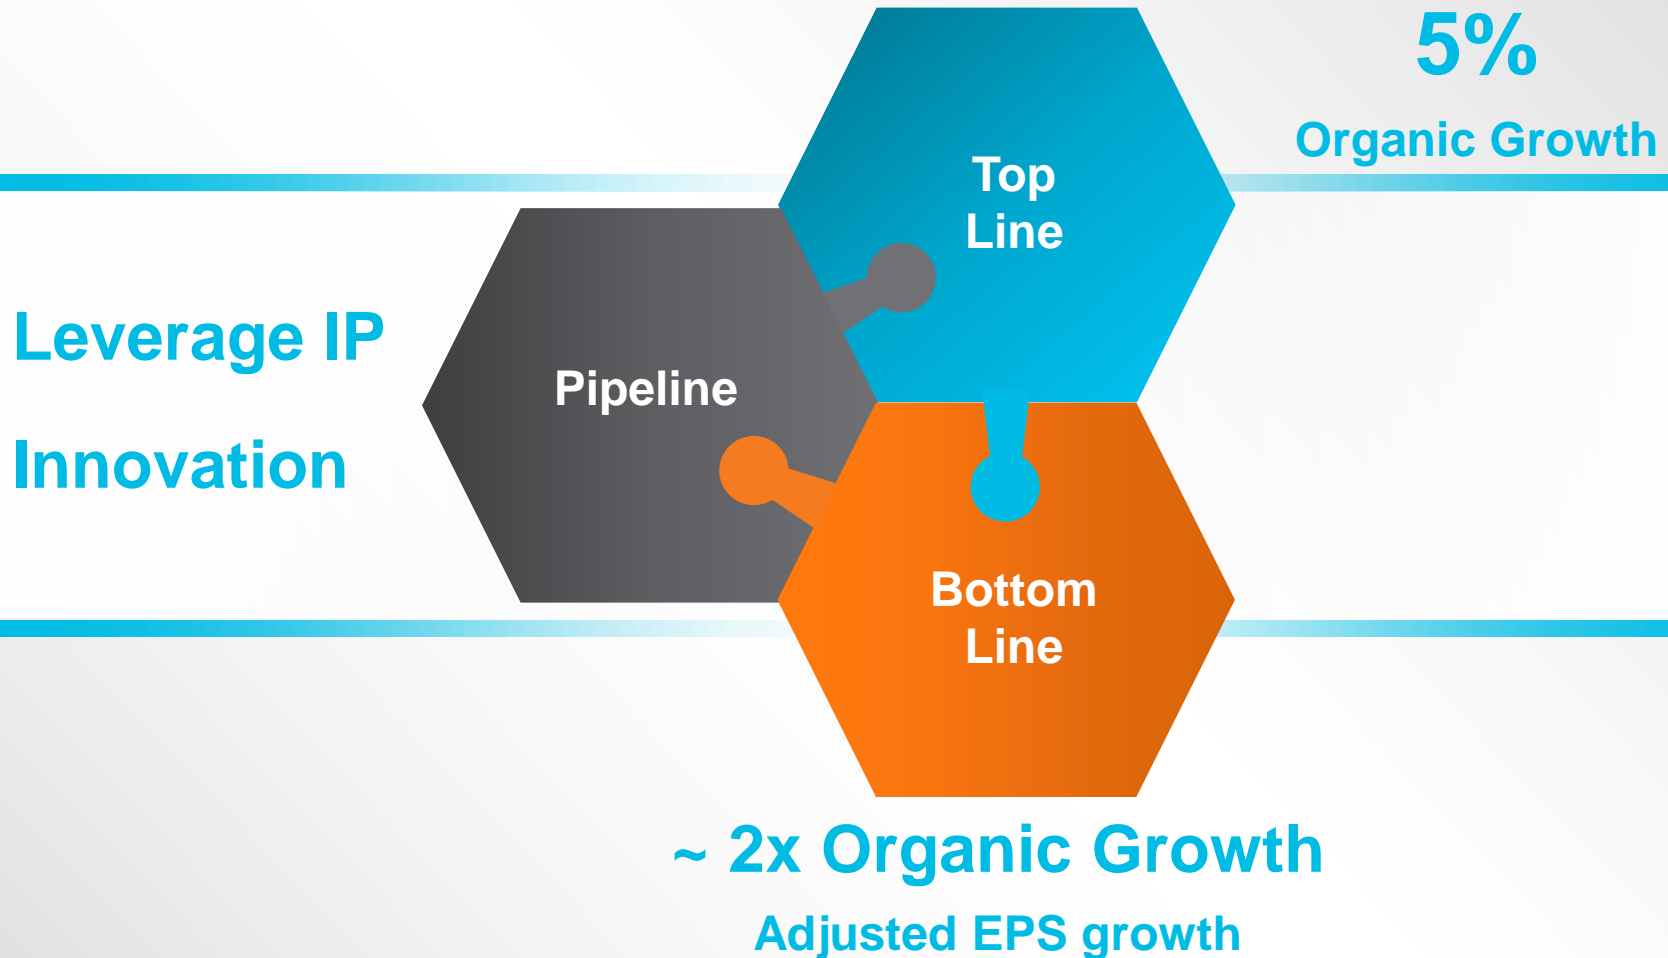 5%
Organic Growth
Top
Line
Leverage IP
Pipeline
Innovation
Bottom
Line
~ 2x Organic Growth
Adjusted EPS growth